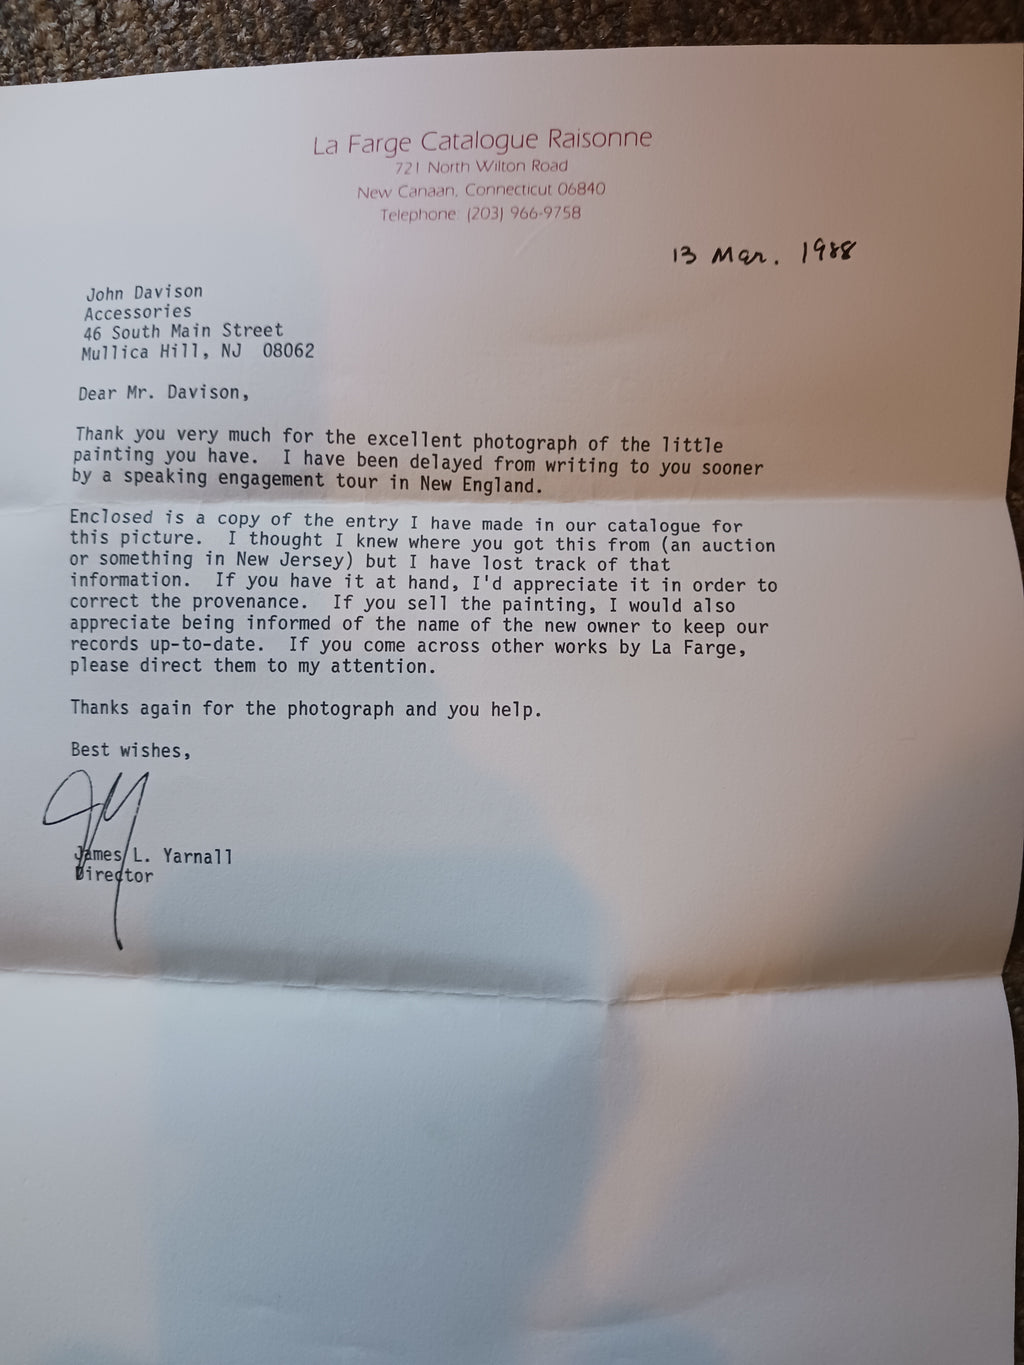 La Farge Catalogue Raisonne
721 North Wilton Road
New Canaan, Connecticut 06840
Telephone: (203) 966-9758
13 Mar. 1988
John Davison
Accessories
46 South Main Street
Mullica Hill, NJ  08062
Dear Mr. Davison,
Thank you very much for the excellent photograph of the little
painting you have.  I have been delayed from writing to you sooner
by a speaking engagement tour in New England.
Enclosed is a copy of the entry I have made in our catalogue for
this picture.  I thought I knew where you got this from (an auction
or something in New Jersey) but I have lost track of that
information.  If you have it at hand, I'd appreciate it in order to
correct the provenance.  If you sell the painting, I would also
appreciate being informed of the name of the new owner to keep our
records up-to-date.  If you come across other works by La Farge,
please direct them to my attention.
Thanks again for the photograph and you help.
Best wishes,
James L. Yarnall
Director